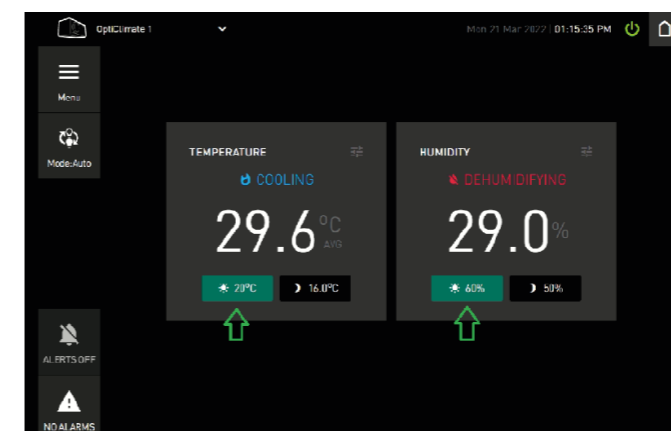 OptiClimate 1
Mon 21 Mar 2022 | 01:15:35 PM
Menu
Mode:Auto
TEMPERATURE
COOLING
29.6°C
AVG
20°C
16.0°C
HUMIDITY
DEHUMIDIFYING
29.0%
60%
50%
ALERTS OFF
NO ALARMS